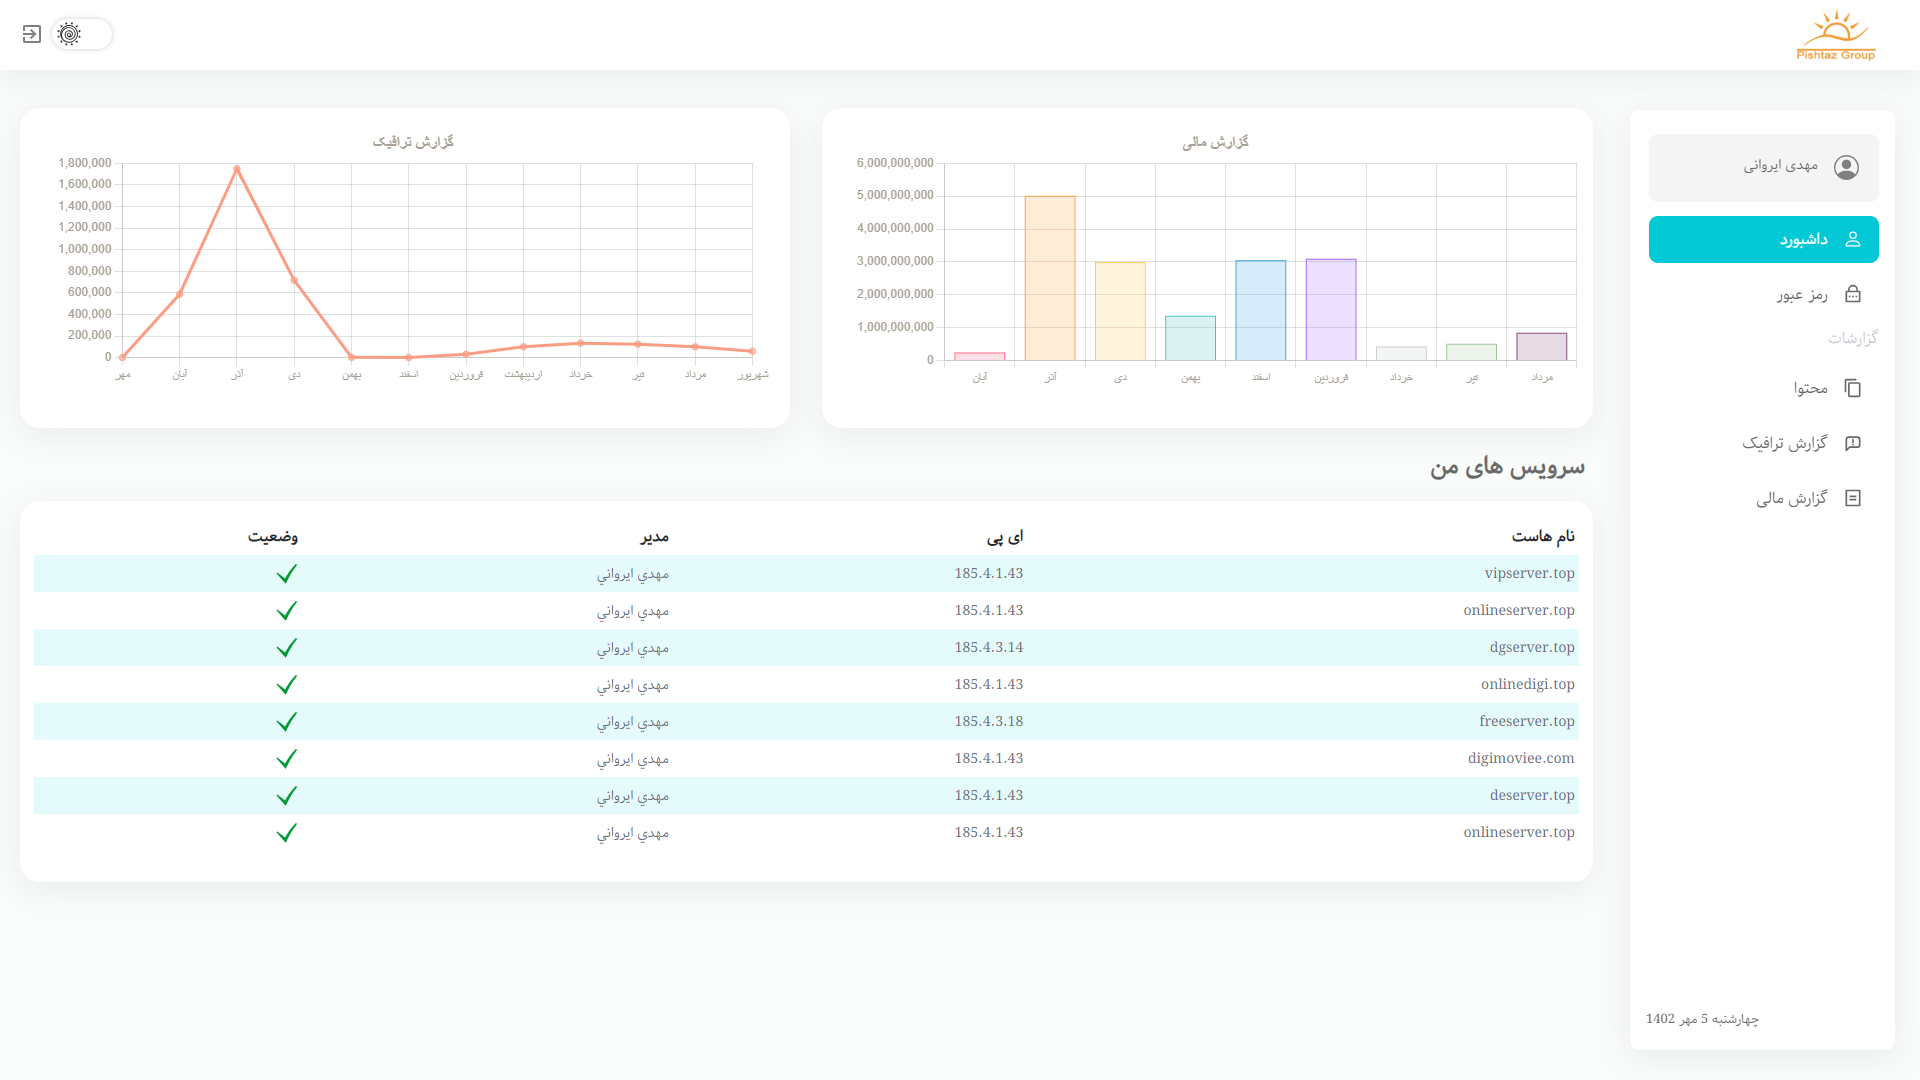 Pishtaz Group
مهدی ایروانی
داشبورد
رمز عبور
گزارشات
محتوا
گزارش ترافیک
گزارش مالی
چهارشنبه 5 مهر 1402
گزارش مالی
6,000,000,000
5,000,000,000
4,000,000,000
3,000,000,000
2,000,000,000
1,000,000,000
0
آبان آذر دی بهمن اسفند فروردین خرداد تیر مرداد
گزارش ترافیک
1,800,000
1,600,000
1,400,000
1,200,000
1,000,000
800,000
600,000
400,000
200,000
0
مهر آبان آذر دی بهمن اسفند فروردین اردیبهشت خرداد تیر مرداد شهریور
سرویس های من
نام هاست ای پی مدیر وضعیت
vipserver.top 185.4.1.43 مهدي ايرواني
onlineserver.top 185.4.1.43 مهدي ايرواني
dgserver.top 185.4.3.14 مهدي ايرواني
onlinedigi.top 185.4.1.43 مهدي ايرواني
freeserver.top 185.4.3.18 مهدي ايرواني
digimoviee.com 185.4.1.43 مهدي ايرواني
deserver.top 185.4.1.43 مهدي ايرواني
onlineserver.top 185.4.1.43 مهدي ايرواني